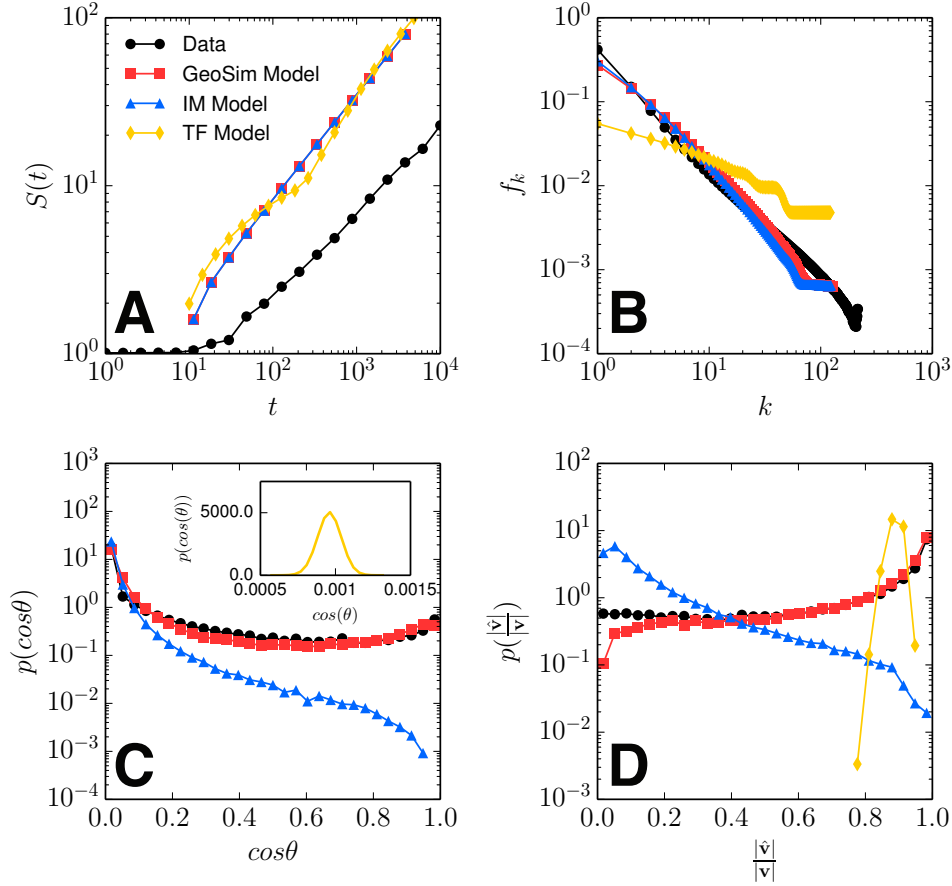 Data
GeoSim Model
IM Model
TF Model
S(t)
10^2
10^1
10^0
10^0 10^1 10^2 10^3 10^4
t
A
f_k
10^0
10^-1
10^-2
10^-3
10^-4
10^0 10^1 10^2 10^3
k
B
p(cosθ)
10^3
10^2
10^1
10^0
10^-1
10^-2
10^-3
10^-4
0.0 0.2 0.4 0.6 0.8 1.0
cosθ
C
p(cos(θ))
5000.0
0.0
0.0005 0.001 0.0015
cos(θ)
p(|v̂|/|v|)
10^2
10^1
10^0
10^-1
10^-2
10^-3
0.0 0.2 0.4 0.6 0.8 1.0
|v̂|/|v|
D